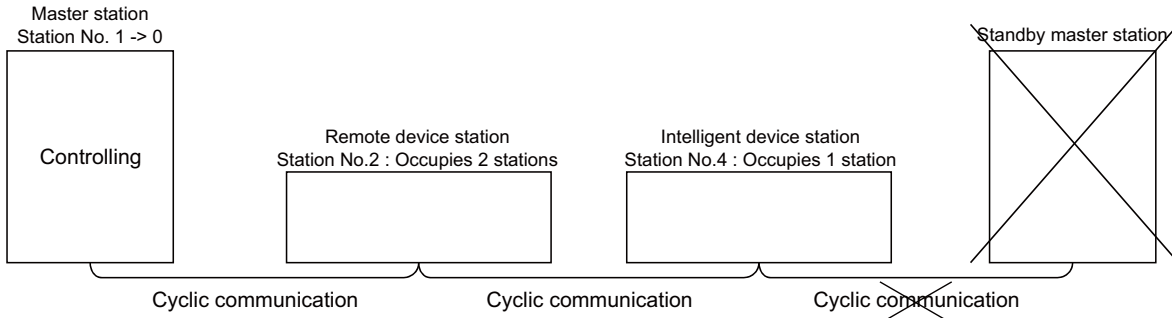 Master station
Station No. 1 -> 0
Controlling
Remote device station
Station No.2 : Occupies 2 stations
Intelligent device station
Station No.4 : Occupies 1 station
Standby master station
Cyclic communication
Cyclic communication
Cyclic communication